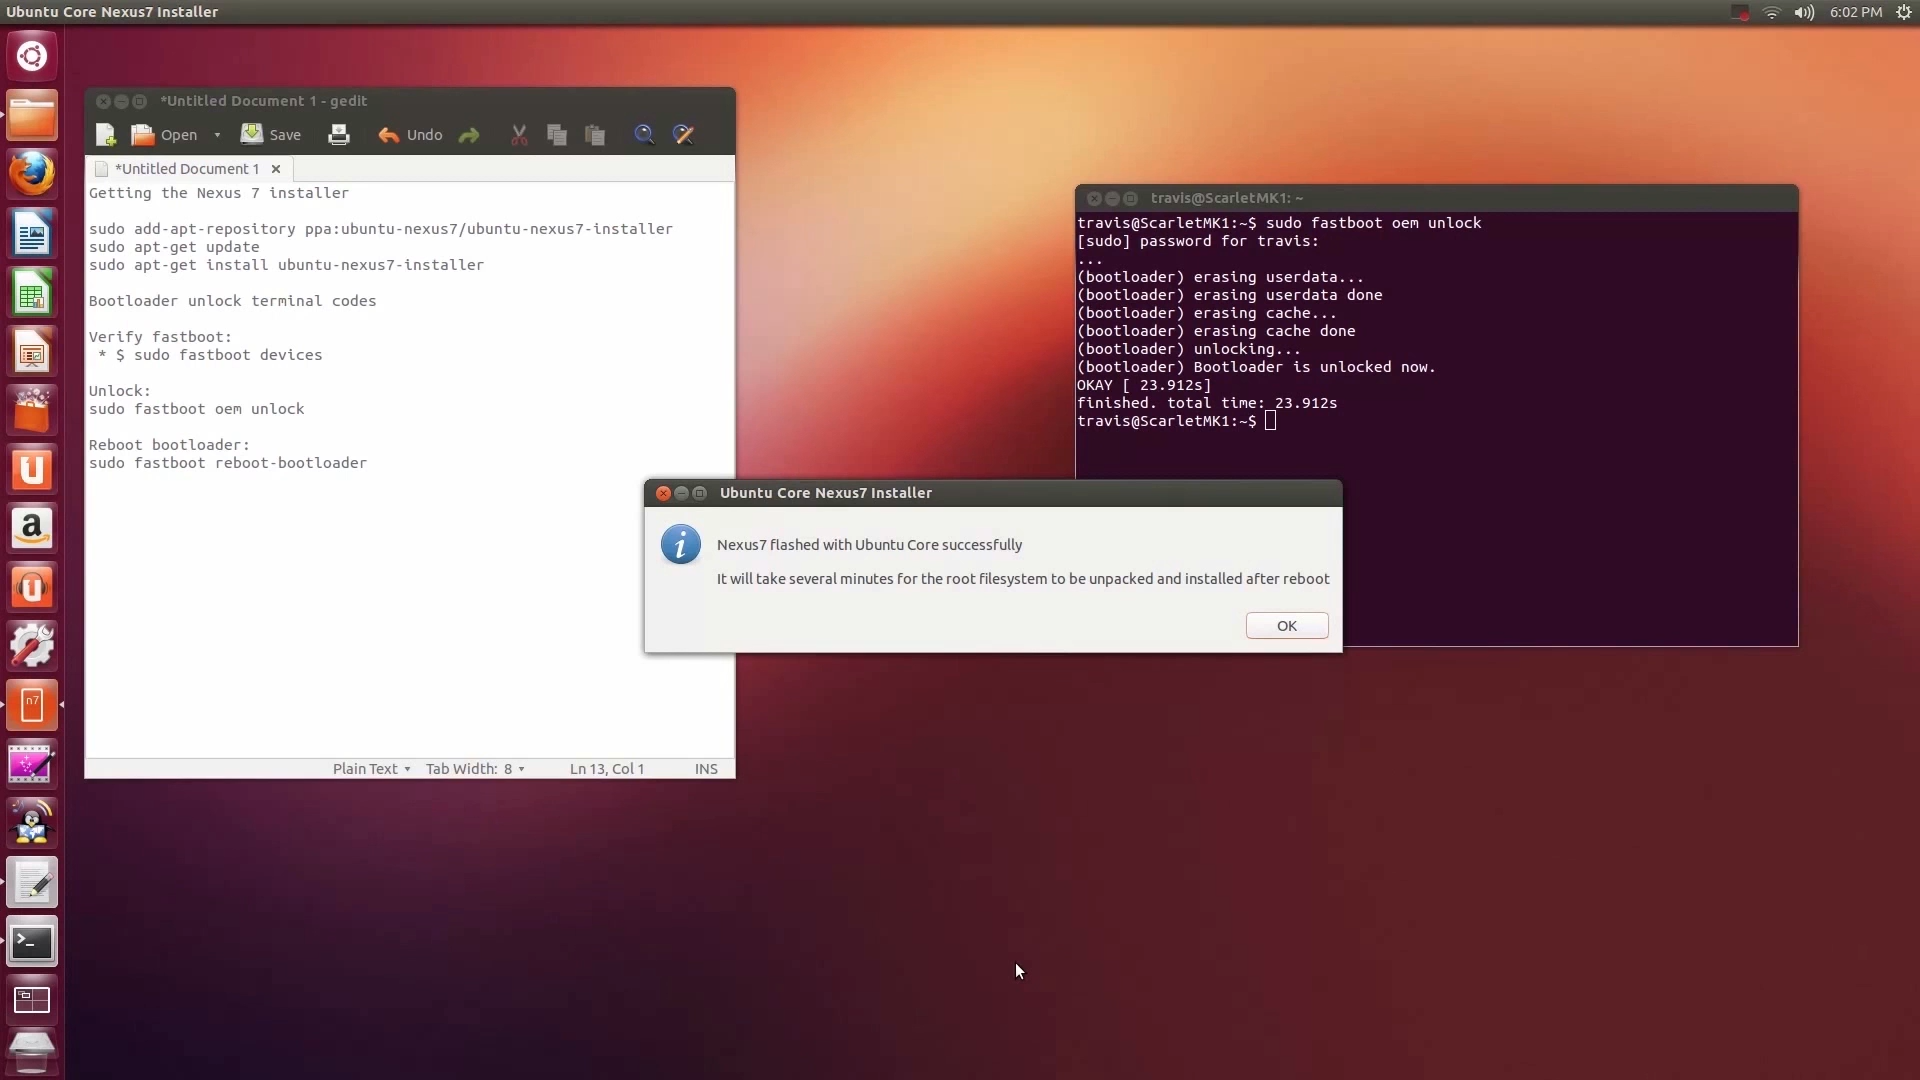 Ubuntu Core Nexus7 Installer
6:02 PM
*Untitled Document 1 - gedit
Open
Save
Undo
*Untitled Document 1
Getting the Nexus 7 installer
sudo add-apt-repository ppa:ubuntu-nexus7/ubuntu-nexus7-installer
sudo apt-get update
sudo apt-get install ubuntu-nexus7-installer
Bootloader unlock terminal codes
Verify fastboot:
* $ sudo fastboot devices
Unlock:
sudo fastboot oem unlock
Reboot bootloader:
sudo fastboot reboot-bootloader
Plain Text
Tab Width: 8
Ln 13, Col 1
INS
travis@ScarletMK1: ~
travis@ScarletMK1:~$ sudo fastboot oem unlock
[sudo] password for travis:
...
(bootloader) erasing userdata...
(bootloader) erasing userdata done
(bootloader) erasing cache...
(bootloader) erasing cache done
(bootloader) unlocking...
(bootloader) Bootloader is unlocked now.
OKAY [ 23.912s]
finished. total time: 23.912s
travis@ScarletMK1:~$
Ubuntu Core Nexus7 Installer
Nexus7 flashed with Ubuntu Core successfully
It will take several minutes for the root filesystem to be unpacked and installed after reboot
OK
a
n7
>_